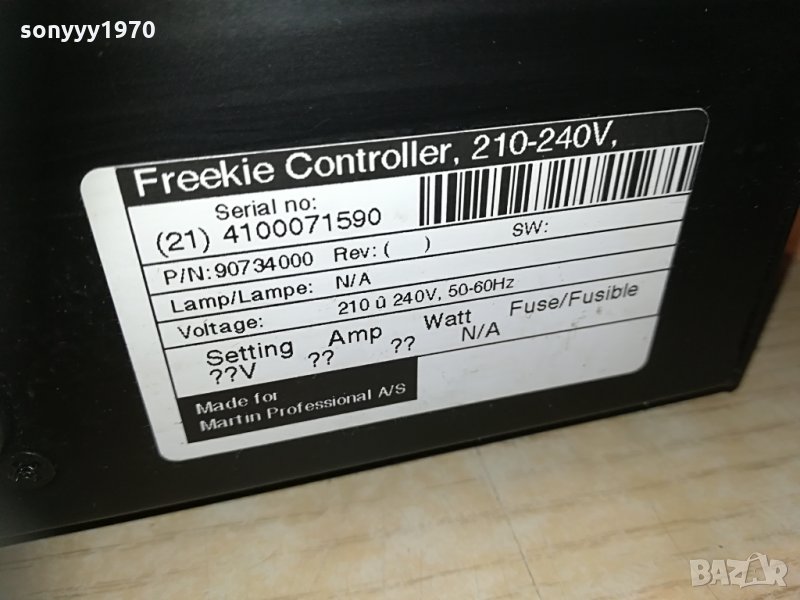 sonyyy1970
Freekie Controller, 210-240V,
Serial no:
(21) 4100071590
P/N: 90734000 Rev: ( ) SW:
Lamp/Lampe: N/A
Voltage: 210 û 240V, 50-60Hz
Setting Amp Watt Fuse/Fusible
??V ?? ?? N/A
Made for
Martin Professional A/S
BAZAR